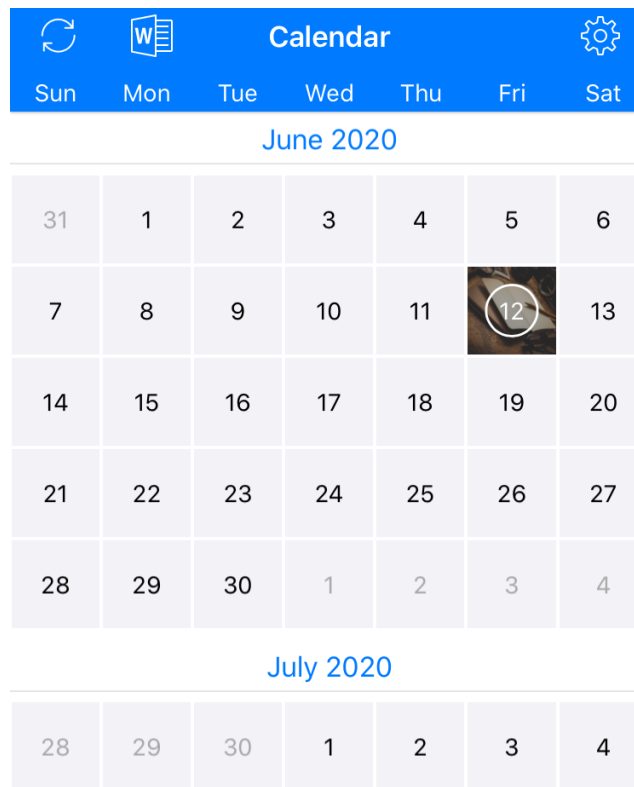 W Calendar
Sun Mon Tue Wed Thu Fri Sat
June 2020
31 1 2 3 4 5 6
7 8 9 10 11 12 13
14 15 16 17 18 19 20
21 22 23 24 25 26 27
28 29 30 1 2 3 4
July 2020
28 29 30 1 2 3 4